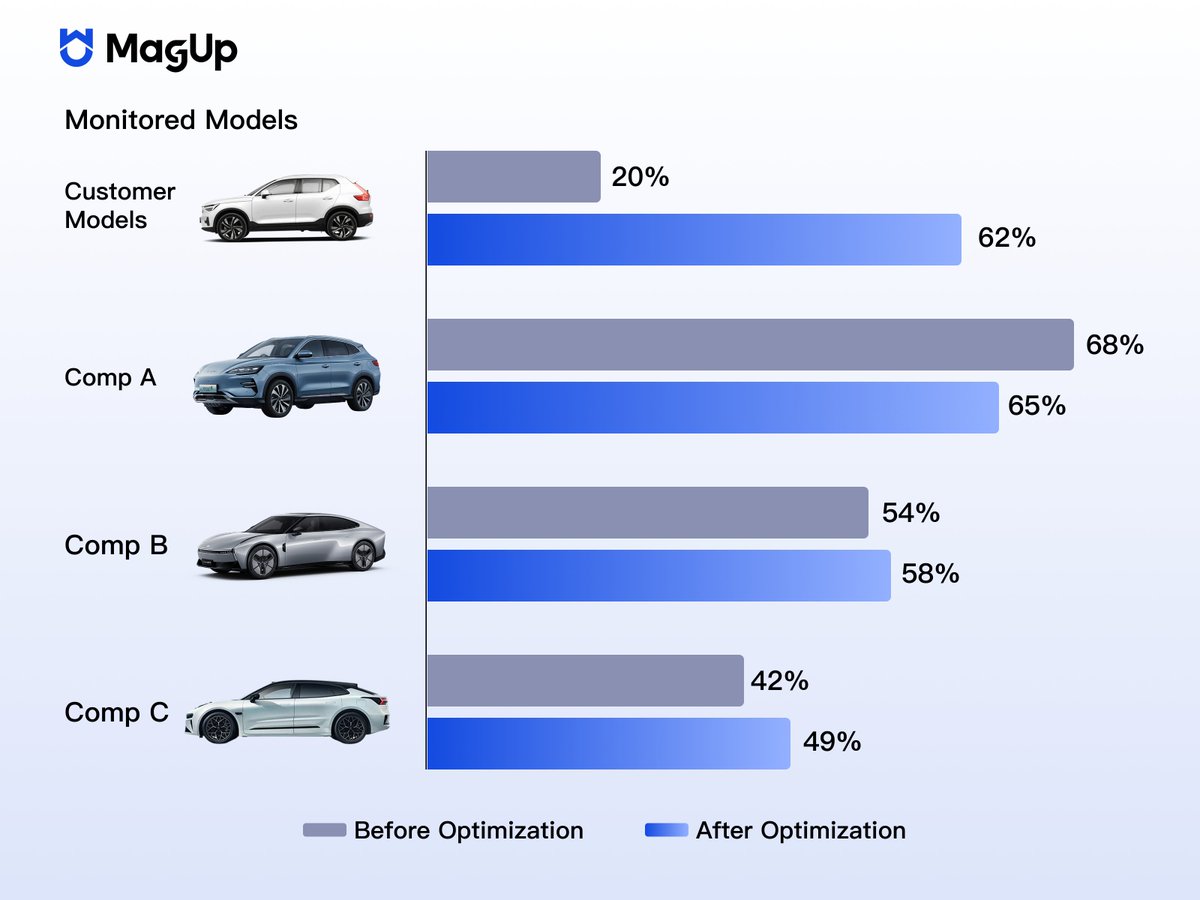 MagUp
Monitored Models
Customer
Models
20%
62%
Comp A
68%
65%
Comp B
54%
58%
Comp C
42%
49%
Before Optimization
After Optimization